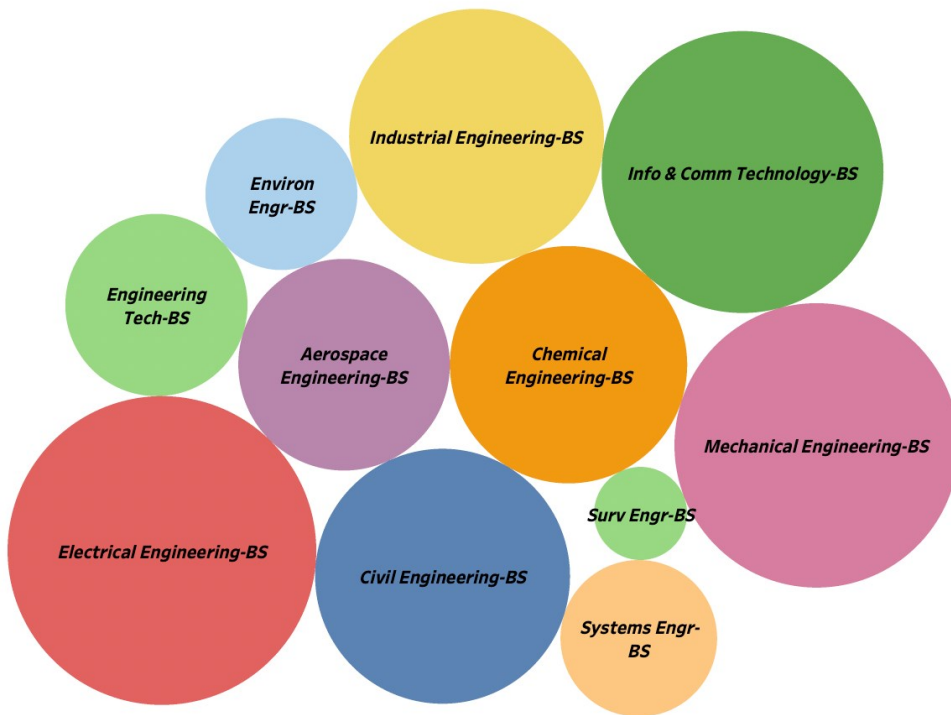 Industrial Engineering-BS
Info & Comm Technology-BS
Environ
Engr-BS
Engineering
Tech-BS
Aerospace
Engineering-BS
Chemical
Engineering-BS
Mechanical Engineering-BS
Surv Engr-BS
Electrical Engineering-BS
Civil Engineering-BS
Systems Engr-
BS